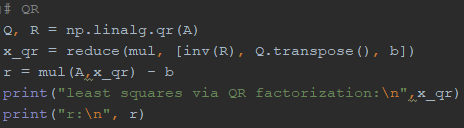 # QR
Q, R = np.linalg.qr(A)
x_qr = reduce(mul, [inv(R), Q.transpose(), b])
r = mul(A,x_qr) - b
print("least squares via QR factorization:\n",x_qr)
print("r:\n", r)